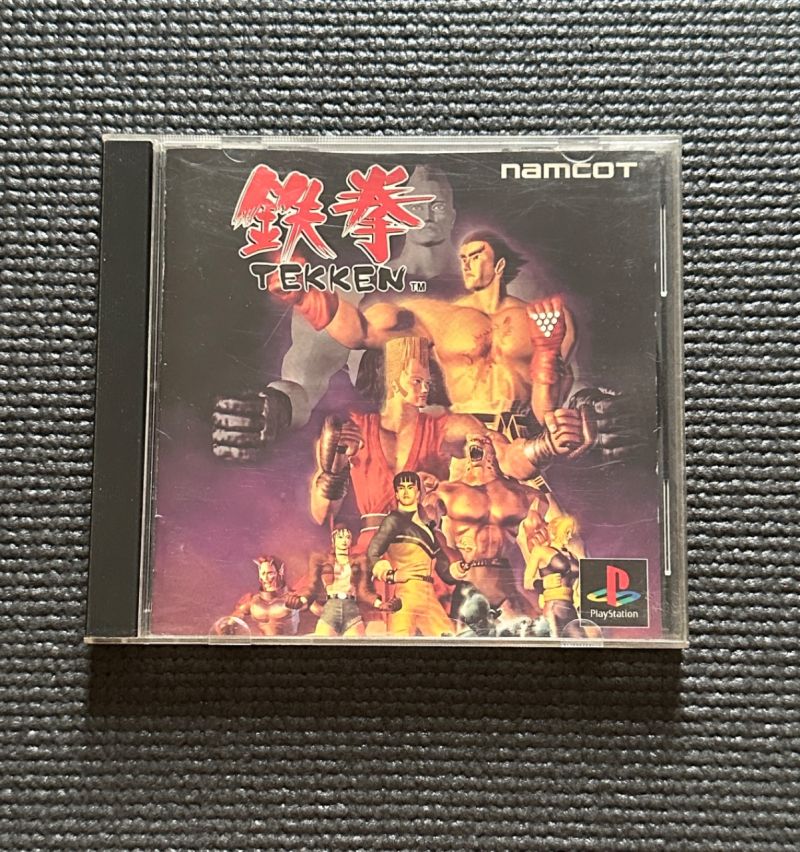 namcot
鉄拳
TEKKEN™
PlayStation